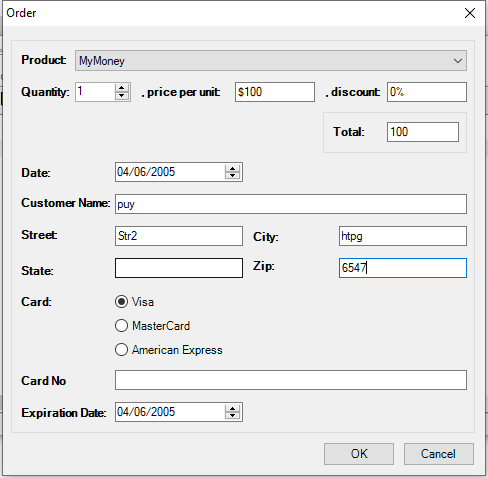 Order
Product: MyMoney
Quantity: 1 , price per unit: $100 , discount: 0%
Total: 100
Date: 04/06/2005
Customer Name: puy
Street: Str2 City: htpg
State: Zip: 6547
Card: Visa
MasterCard
American Express
Card No
Expiration Date: 04/06/2005
OK Cancel